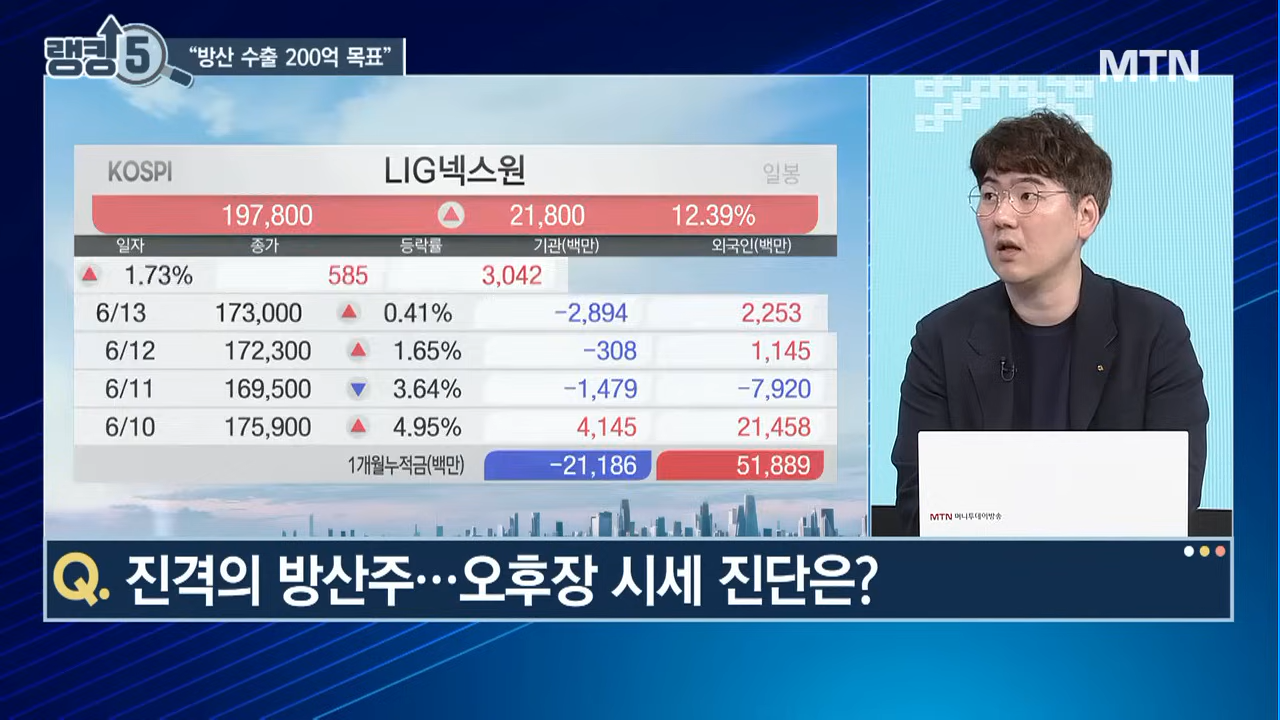 랭킹5 “방산 수출 200억 목표”
MTN
KOSPI LIG넥스원 일봉
197,800 ▲ 21,800 12.39%
일자 종가 등락률 기관(백만) 외국인(백만)
▲ 1.73% 585 3,042
6/13 173,000 ▲ 0.41% -2,894 2,253
6/12 172,300 ▲ 1.65% -308 1,145
6/11 169,500 ▼ 3.64% -1,479 -7,920
6/10 175,900 ▲ 4.95% 4,145 21,458
1개월누적금(백만) -21,186 51,889
MTN 머니투데이방송
Q. 진격의 방산주…오후장 시세 진단은?